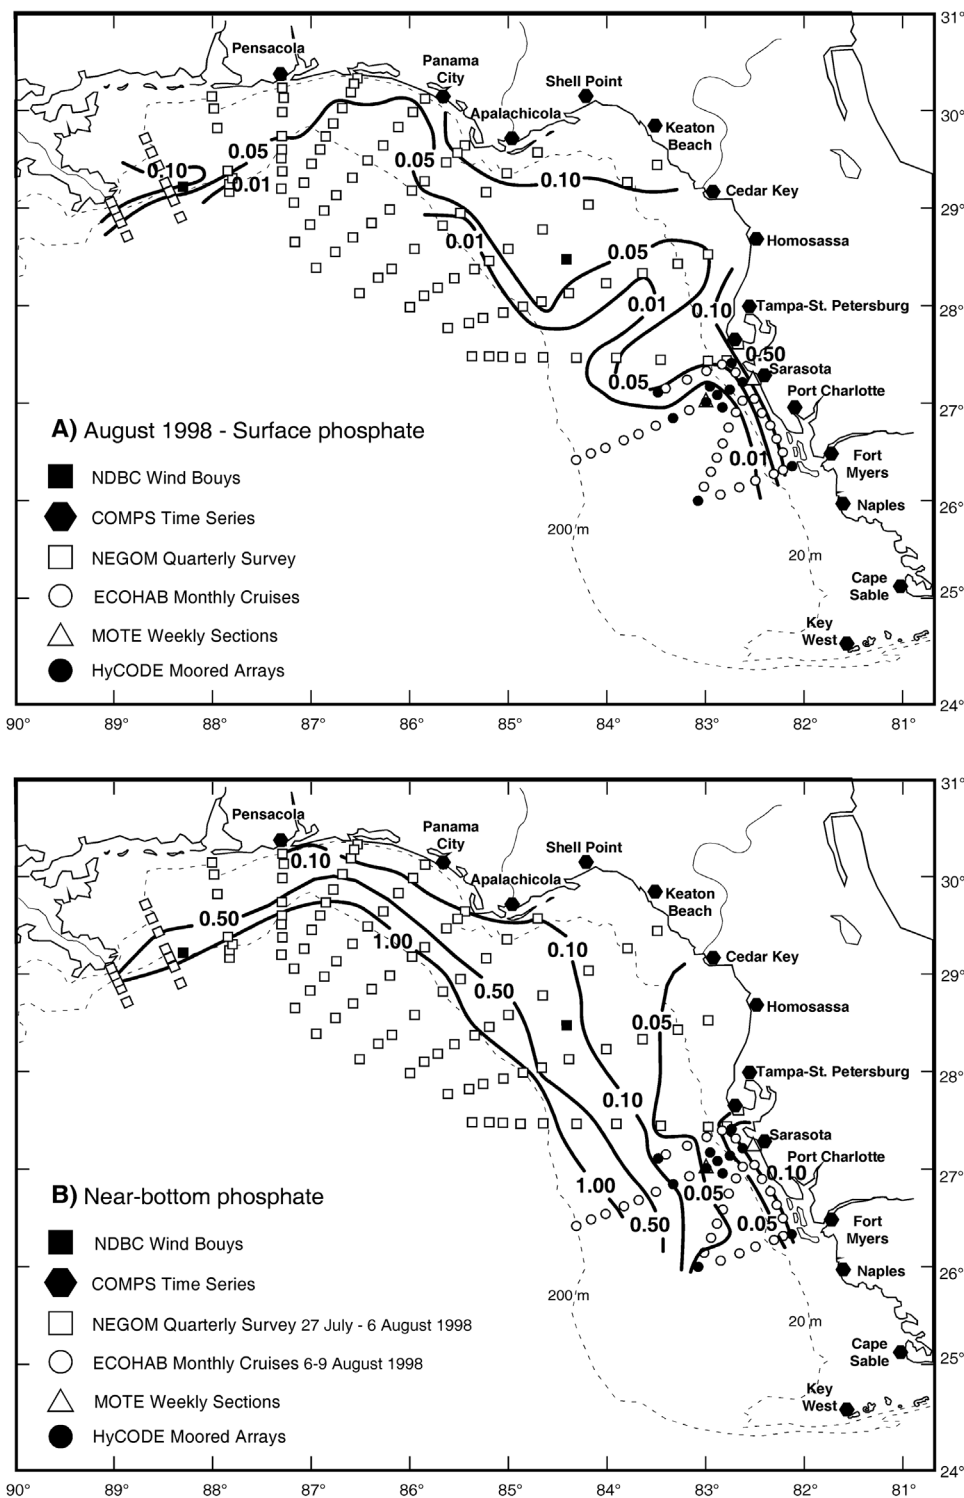 31°
Pensacola
Panama
City
Shell Point
Apalachicola
30°
Keaton
Beach
0.05
0.10
0.05
0.01
0.10
Cedar Key
29°
0.01
0.05
Homosassa
0.01
0.10
Tampa-St. Petersburg
28°
0.50
Sarasota
0.05
Port Charlotte
27°
A) August 1998 - Surface phosphate
0.01
Fort
Myers
NDBC Wind Bouys
COMPS Time Series
26°
Naples
200 m
20 m
NEGOM Quarterly Survey
Cape
Sable
ECOHAB Monthly Cruises
25°
Key
West
MOTE Weekly Sections
HyCODE Moored Arrays
24°
90° 89° 88° 87° 86° 85° 84° 83° 82° 81°
31°
Pensacola
Panama
City
Shell Point
0.10
Apalachicola
30°
Keaton
Beach
0.50
1.00
0.10
Cedar Key
29°
0.50
0.05
Homosassa
28°
Tampa-St. Petersburg
0.10
Sarasota
Port Charlotte
0.10
27°
1.00
0.05
B) Near-bottom phosphate
0.50
0.05
Fort
Myers
NDBC Wind Bouys
26°
Naples
COMPS Time Series
200 m
20 m
NEGOM Quarterly Survey 27 July - 6 August 1998
Cape
Sable
25°
ECOHAB Monthly Cruises 6-9 August 1998
Key
West
MOTE Weekly Sections
HyCODE Moored Arrays
24°
90° 89° 88° 87° 86° 85° 84° 83° 82° 81°